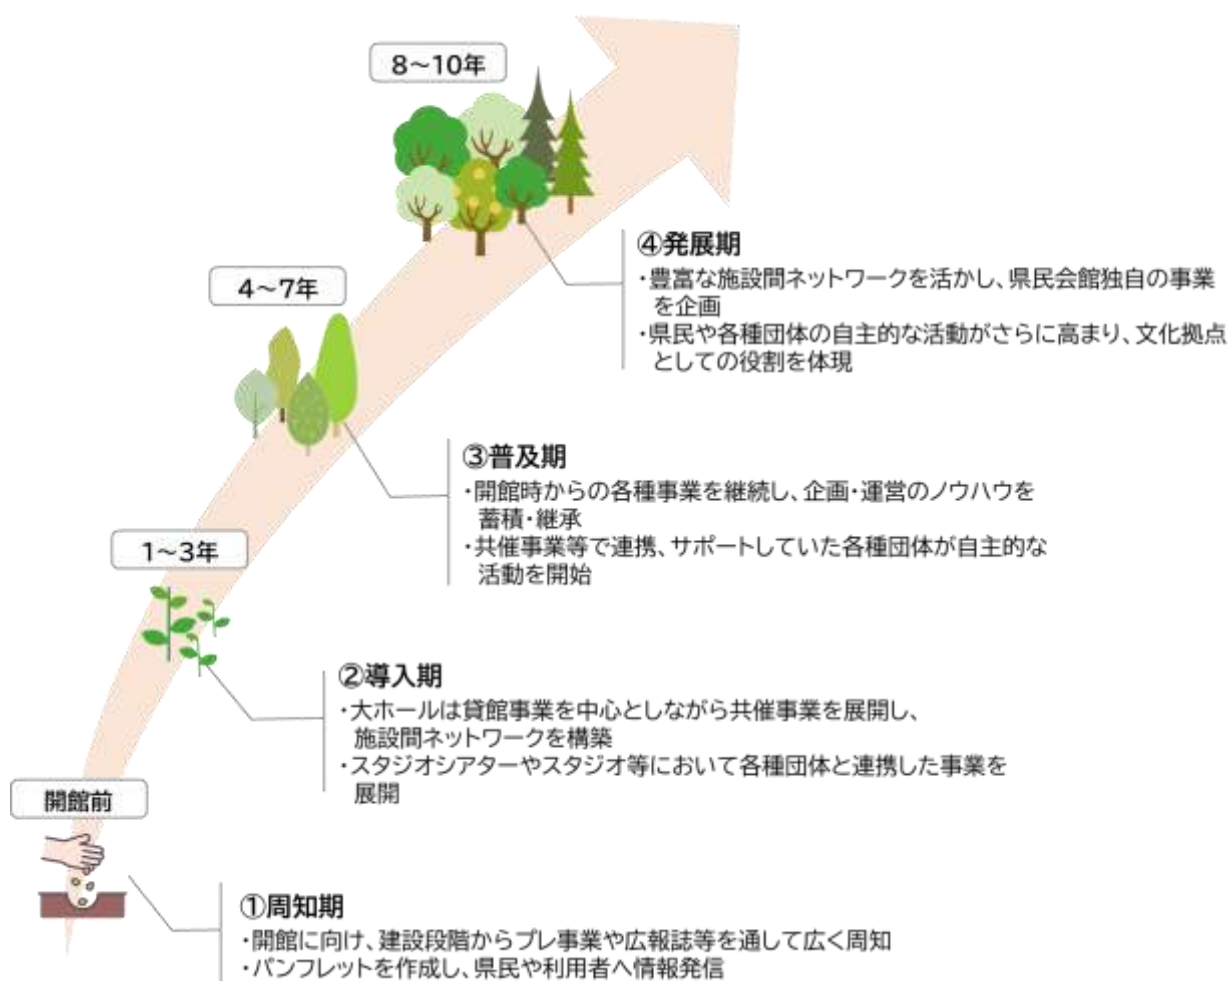 8～10年
④発展期
・豊富な施設間ネットワークを活かし、県民会館独自の事業
を企画
・県民や各種団体の自主的な活動がさらに高まり、文化拠点
としての役割を体現
4～7年
③普及期
・開館時からの各種事業を継続し、企画・運営のノウハウを
蓄積・継承
・共催事業等で連携、サポートしていた各種団体が自主的な
活動を開始
1～3年
②導入期
・大ホールは貸館事業を中心としながら共催事業を展開し、
施設間ネットワークを構築
・スタジオシアターやスタジオ等において各種団体と連携した事業を
展開
開館前
①周知期
・開館に向け、建設段階からプレ事業や広報誌等を通して広く周知
・パンフレットを作成し、県民や利用者へ情報発信